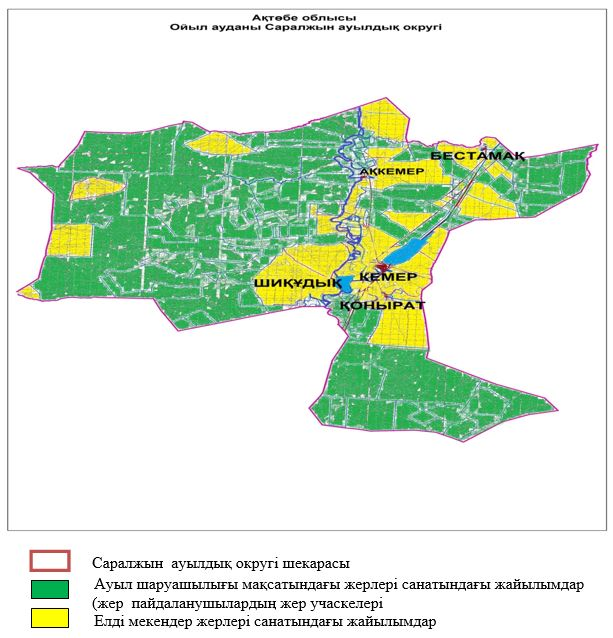 Ақтөбе облысы
Ойыл ауданы Саралжын ауылдық округі
БЕСТАМАҚ
АҚКЕМЕР
КЕМЕР
ШИҚҰДЫҚ
ҚОНЫРАТ
Саралжын ауылдық округі шекарасы
Ауыл шаруашылығы мақсатындағы жерлері санатындағы жайылымдар
(жер пайдаланушылардың жер учаскелері
Елді мекендер жерлері санатындағы жайылымдар